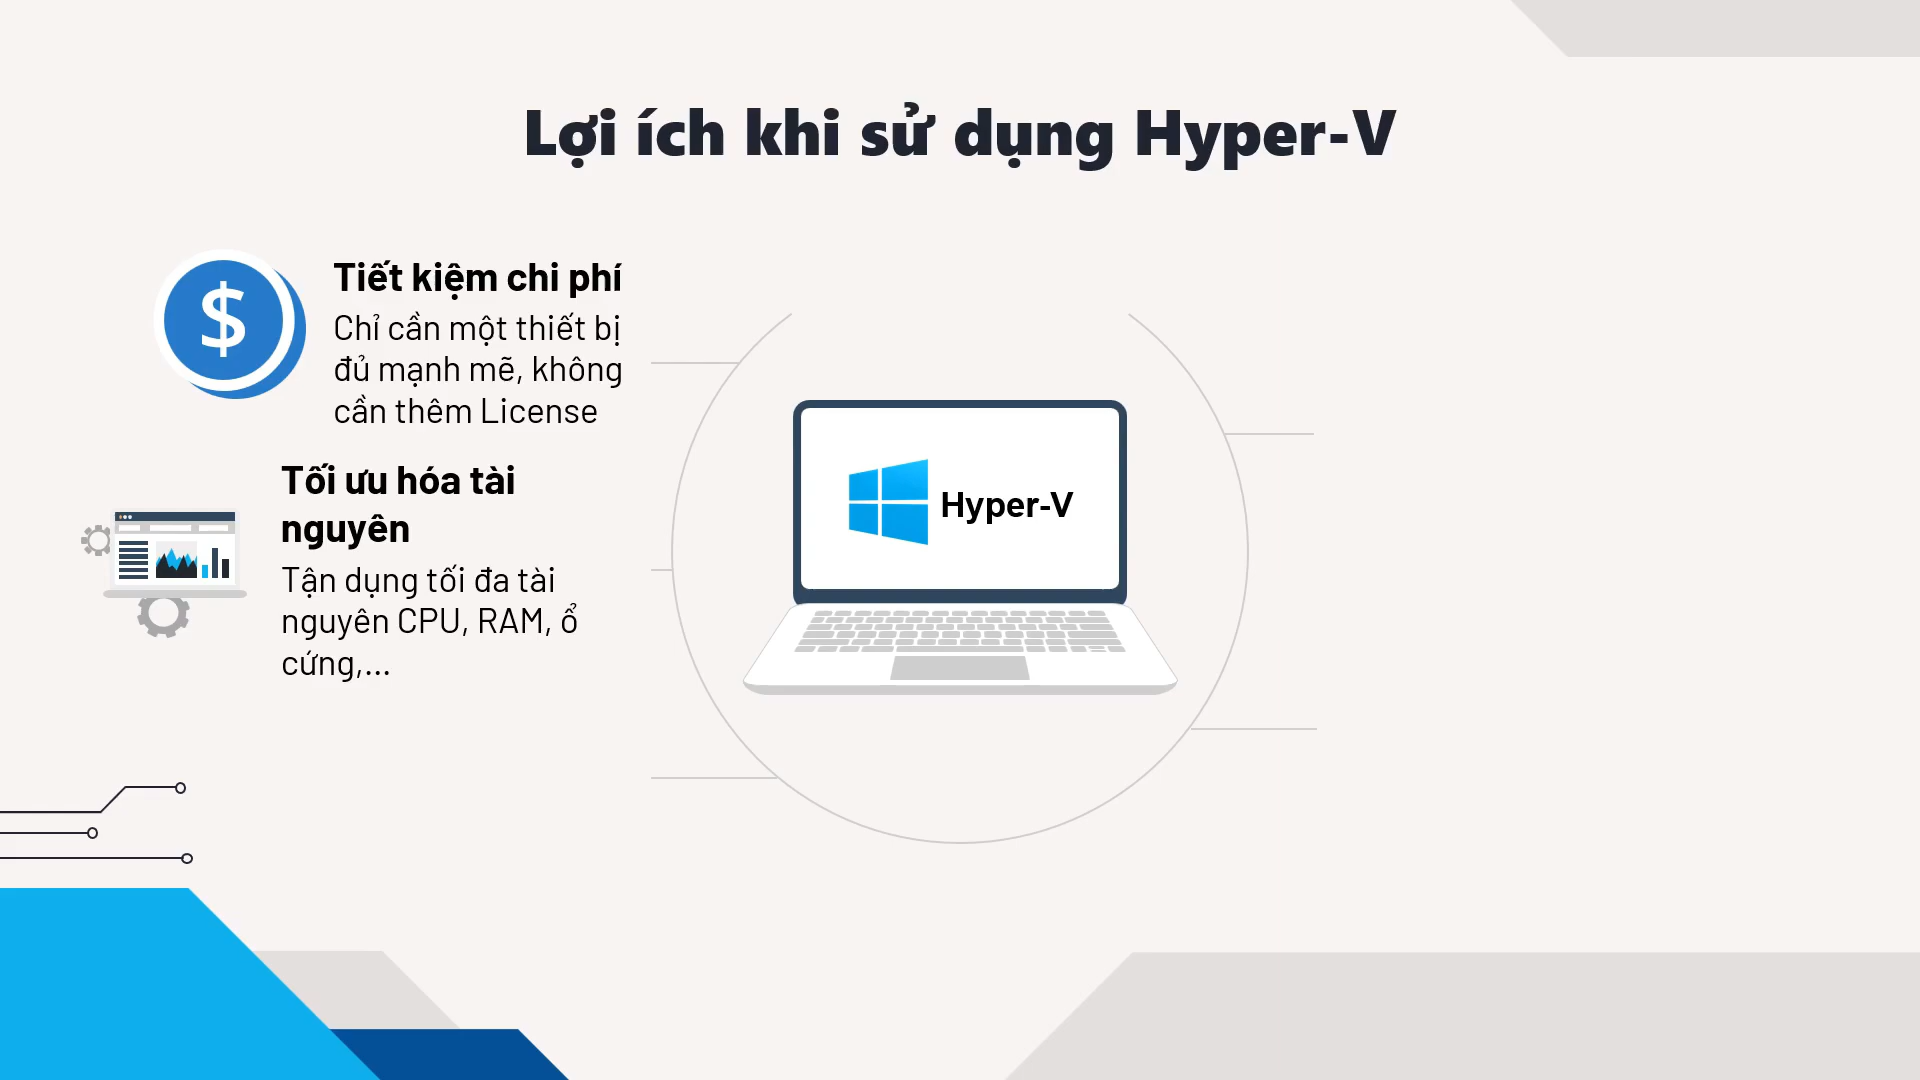 Lợi ích khi sử dụng Hyper-V
$
Tiết kiệm chi phí
Chỉ cần một thiết bị
đủ mạnh mẽ, không
cần thêm License
Tối ưu hóa tài
nguyên
Tận dụng tối đa tài
nguyên CPU, RAM, ổ
cứng,...
Hyper-V